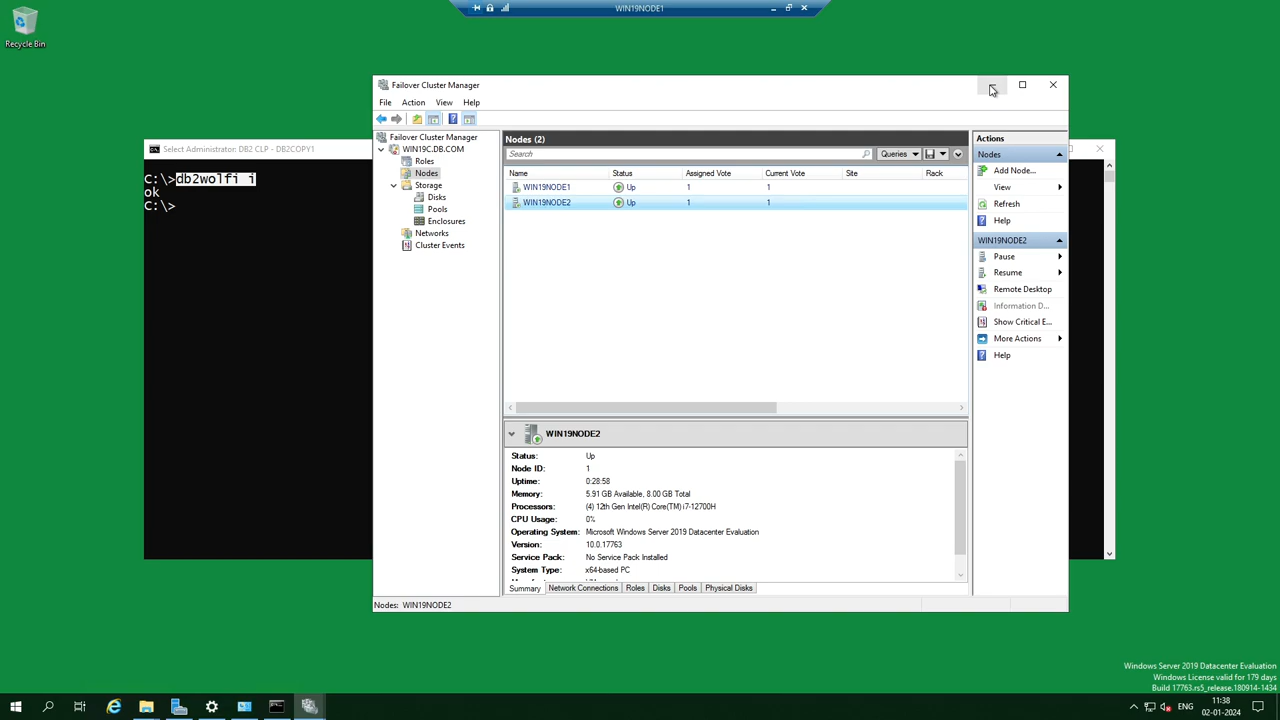 WIN19NODE1
Recycle Bin
Failover Cluster Manager
File Action View Help
Select Administrator: DB2 CLP - DB2COPY1
C:\>db2wolfi i
ok
C:\>
Failover Cluster Manager
WIN19C.DB.COM
Roles
Nodes
Storage
Disks
Pools
Enclosures
Networks
Cluster Events
Nodes (2)
Search
Queries
Name Status Assigned Vote Current Vote Site Rack
WIN19NODE1 Up 1 1
WIN19NODE2 Up 1 1
WIN19NODE2
Status: Up
Node ID: 1
Uptime: 0:28:58
Memory: 5.91 GB Available, 8.00 GB Total
Processors: (4) 12th Gen Intel(R) Core(TM) i7-12700H
CPU Usage: 0%
Operating System: Microsoft Windows Server 2019 Datacenter Evaluation
Version: 10.0.17763
Service Pack: No Service Pack Installed
System Type: x64-based PC
Summary Network Connections Roles Disks Pools Physical Disks
Actions
Nodes
Add Node...
View
Refresh
Help
WIN19NODE2
Pause
Resume
Remote Desktop
Information D...
Show Critical E...
More Actions
Help
Nodes: WIN19NODE2
Windows Server 2019 Datacenter Evaluation
Windows License valid for 179 days
Build 17763.rs5_release.180914-1434
ENG
11:38
02-01-2024